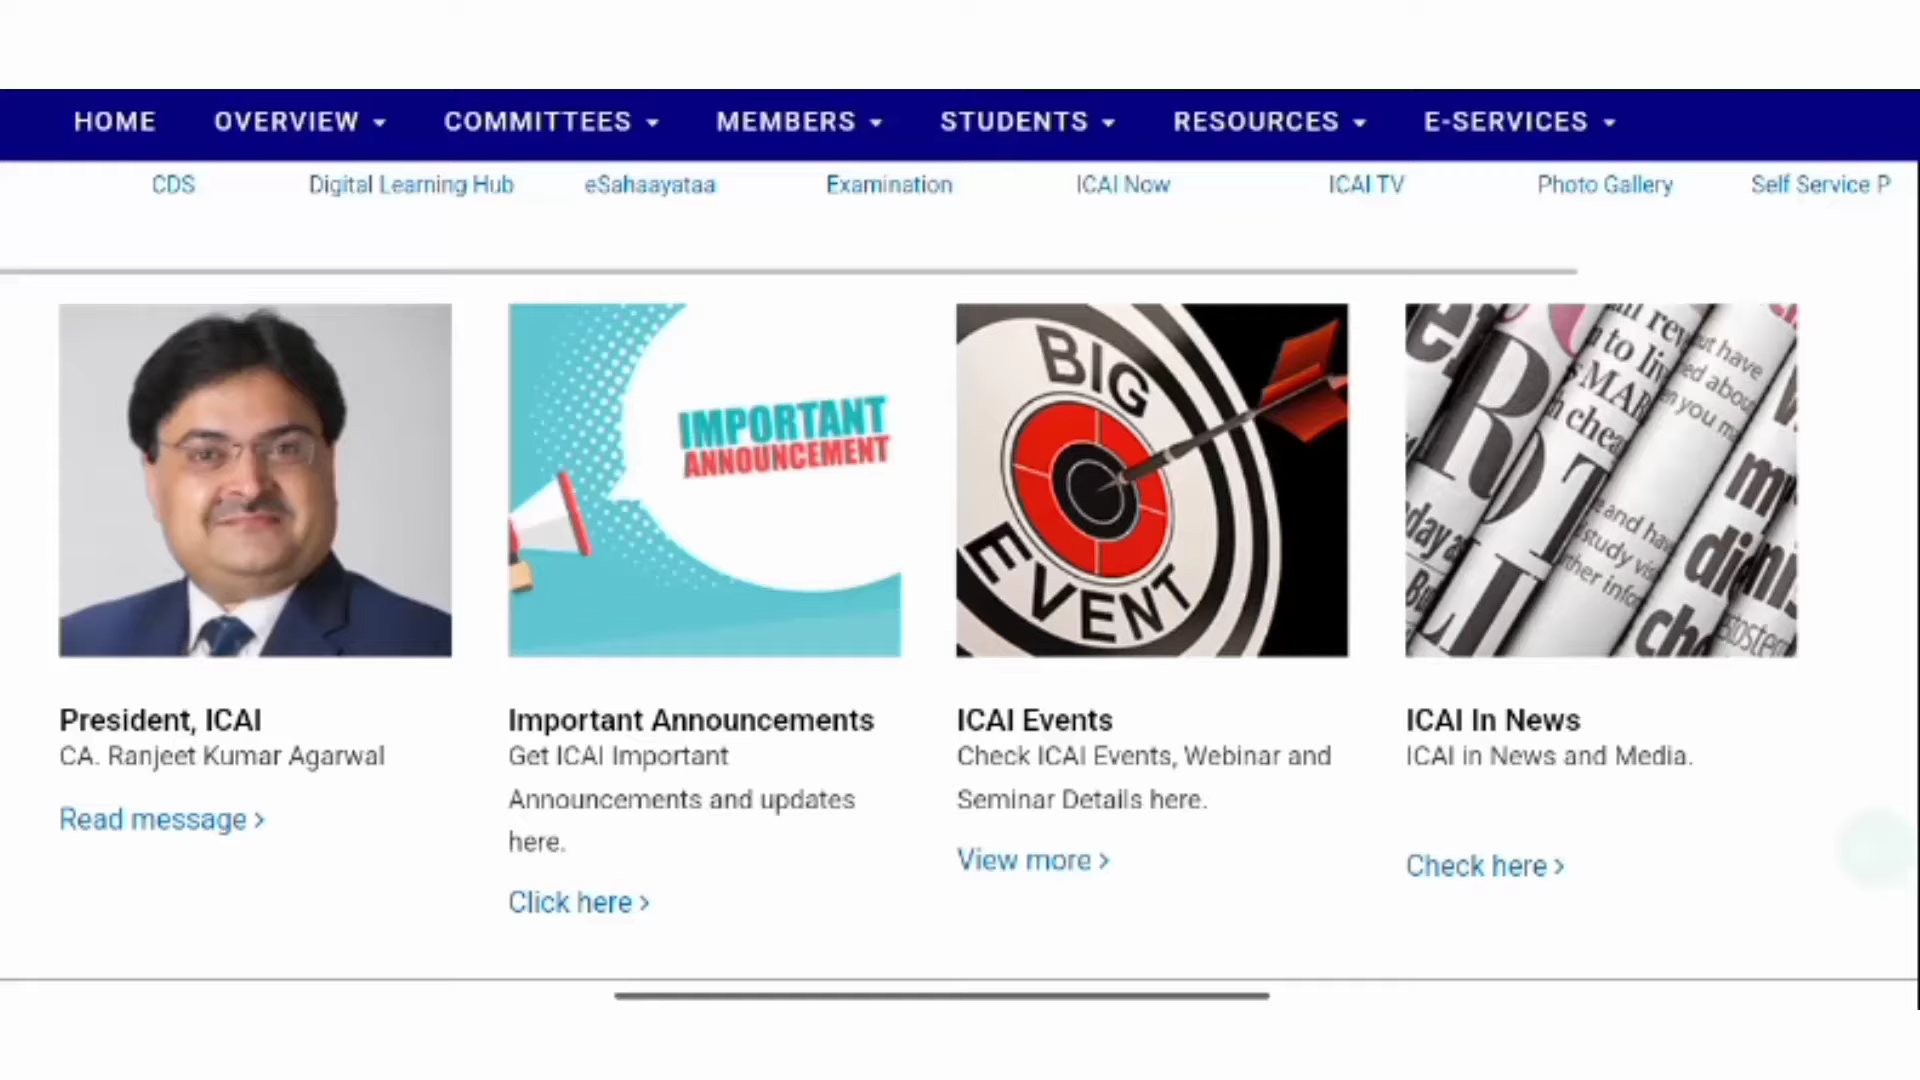 HOME OVERVIEW COMMITTEES MEMBERS STUDENTS RESOURCES E-SERVICES
CDS Digital Learning Hub eSahaayataa Examination ICAI Now ICAI TV Photo Gallery Self Service P
IMPORTANT
ANNOUNCEMENT
BIG
EVENT
President, ICAI
CA. Ranjeet Kumar Agarwal
Read message >
Important Announcements
Get ICAI Important
Announcements and updates
here.
Click here >
ICAI Events
Check ICAI Events, Webinar and
Seminar Details here.
View more >
ICAI In News
ICAI in News and Media.
Check here >